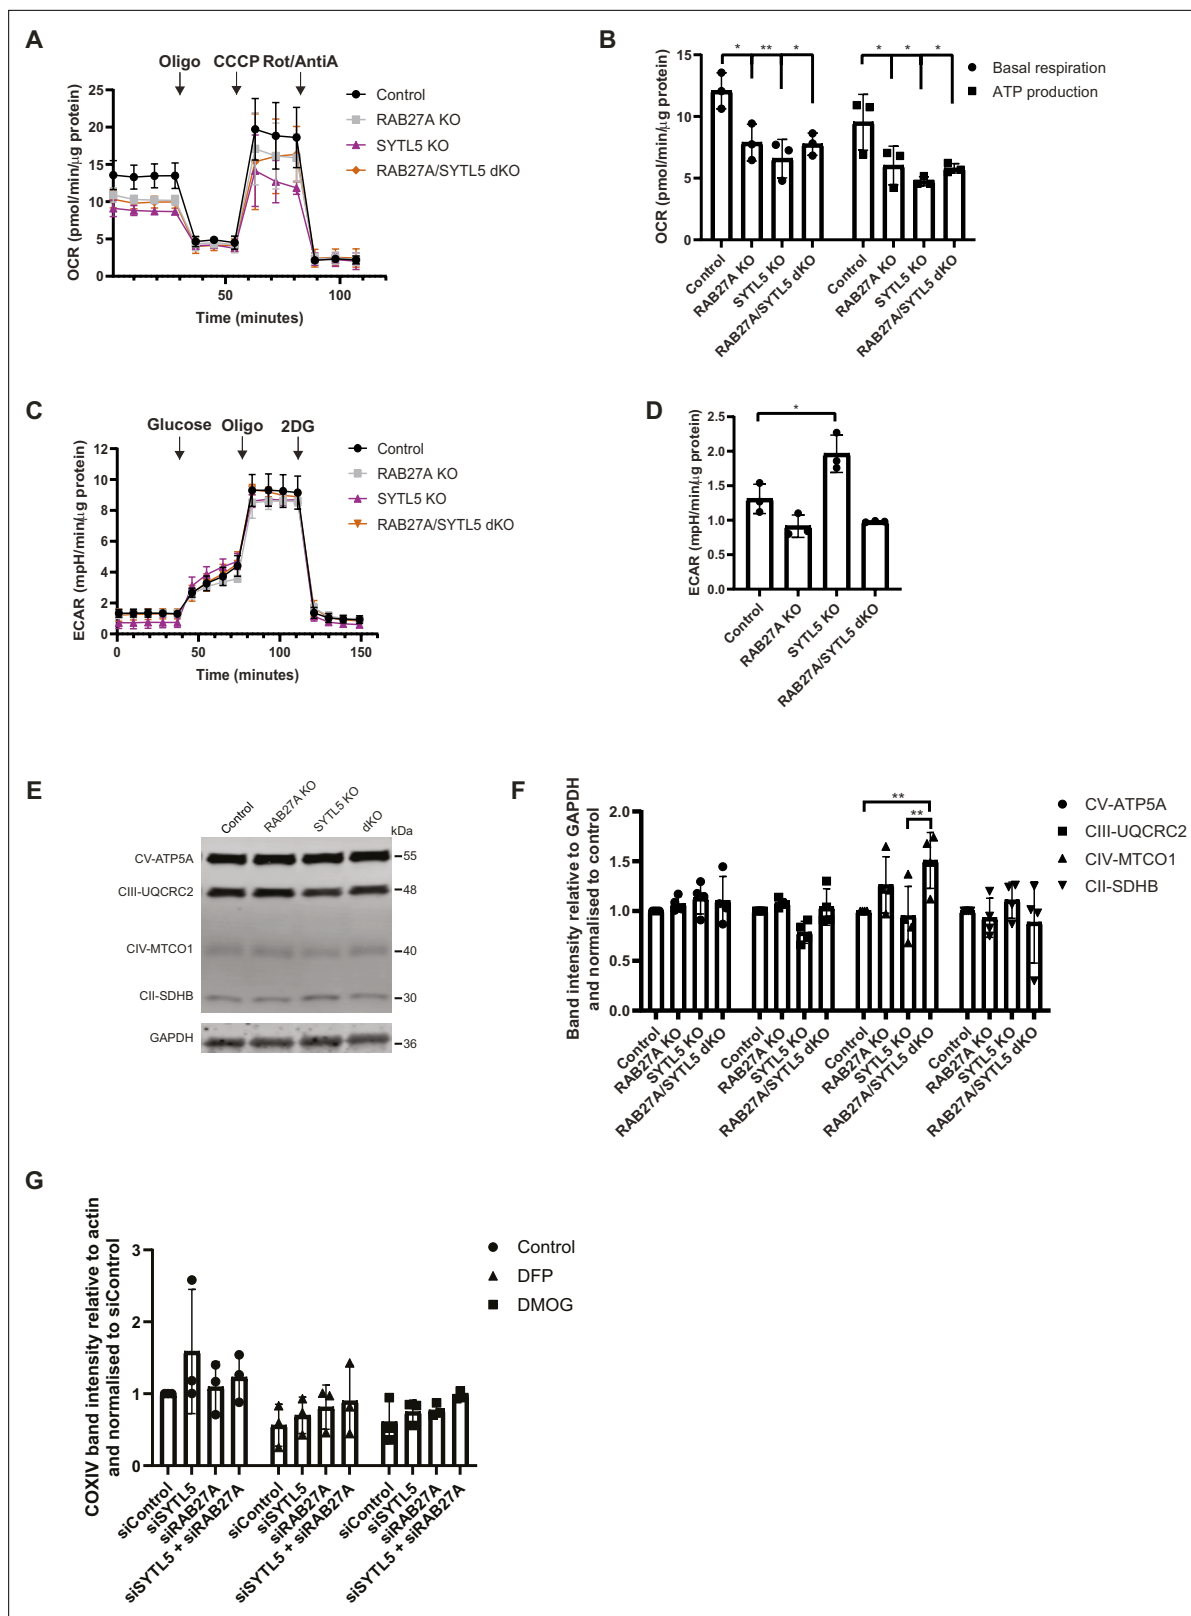 A
Oligo CCCP Rot/AntiA
OCR (pmol/min/µg protein)
25
20
15
10
5
0
50
100
Time (minutes)
Control
RAB27A KO
SYTL5 KO
RAB27A/SYTL5 dKO
B
OCR (pmol/min/µg protein)
15
10
5
0
* ** *
* * *
Basal respiration
ATP production
Control
RAB27A KO
SYTL5 KO
RAB27A/SYTL5 dKO
Control
RAB27A KO
SYTL5 KO
RAB27A/SYTL5 dKO
C
Glucose Oligo 2DG
ECAR (mpH/min/µg protein)
12
10
8
6
4
2
0
0 50 100 150
Time (minutes)
Control
RAB27A KO
SYTL5 KO
RAB27A/SYTL5 dKO
D
ECAR (mpH/min/µg protein)
2.5
2.0
1.5
1.0
0.5
0.0
*
Control
RAB27A KO
SYTL5 KO
RAB27A/SYTL5 dKO
E
Control
RAB27A KO
SYTL5 KO
dKO
kDa
CV-ATP5A
55
CIII-UQCRC2
48
CIV-MTCO1
40
CII-SDHB
30
GAPDH
36
F
Band intensity relative to GAPDH
and normalised to control
2.0
1.5
1.0
0.5
0.0
**
**
CV-ATP5A
CIII-UQCRC2
CIV-MTCO1
CII-SDHB
Control
RAB27A KO
SYTL5 KO
RAB27A/SYTL5 dKO
Control
RAB27A KO
SYTL5 KO
RAB27A/SYTL5 dKO
Control
RAB27A KO
SYTL5 KO
RAB27A/SYTL5 dKO
Control
RAB27A KO
SYTL5 KO
RAB27A/SYTL5 dKO
G
COXIV band intensity relative to actin
and normalised to siControl
3
2
1
0
Control
DFP
DMOG
siControl
siSYTL5
siRAB27A
siSYTL5 + siRAB27A
siControl
siSYTL5
siRAB27A
siSYTL5 + siRAB27A
siControl
siSYTL5
siRAB27A
siSYTL5 + siRAB27A